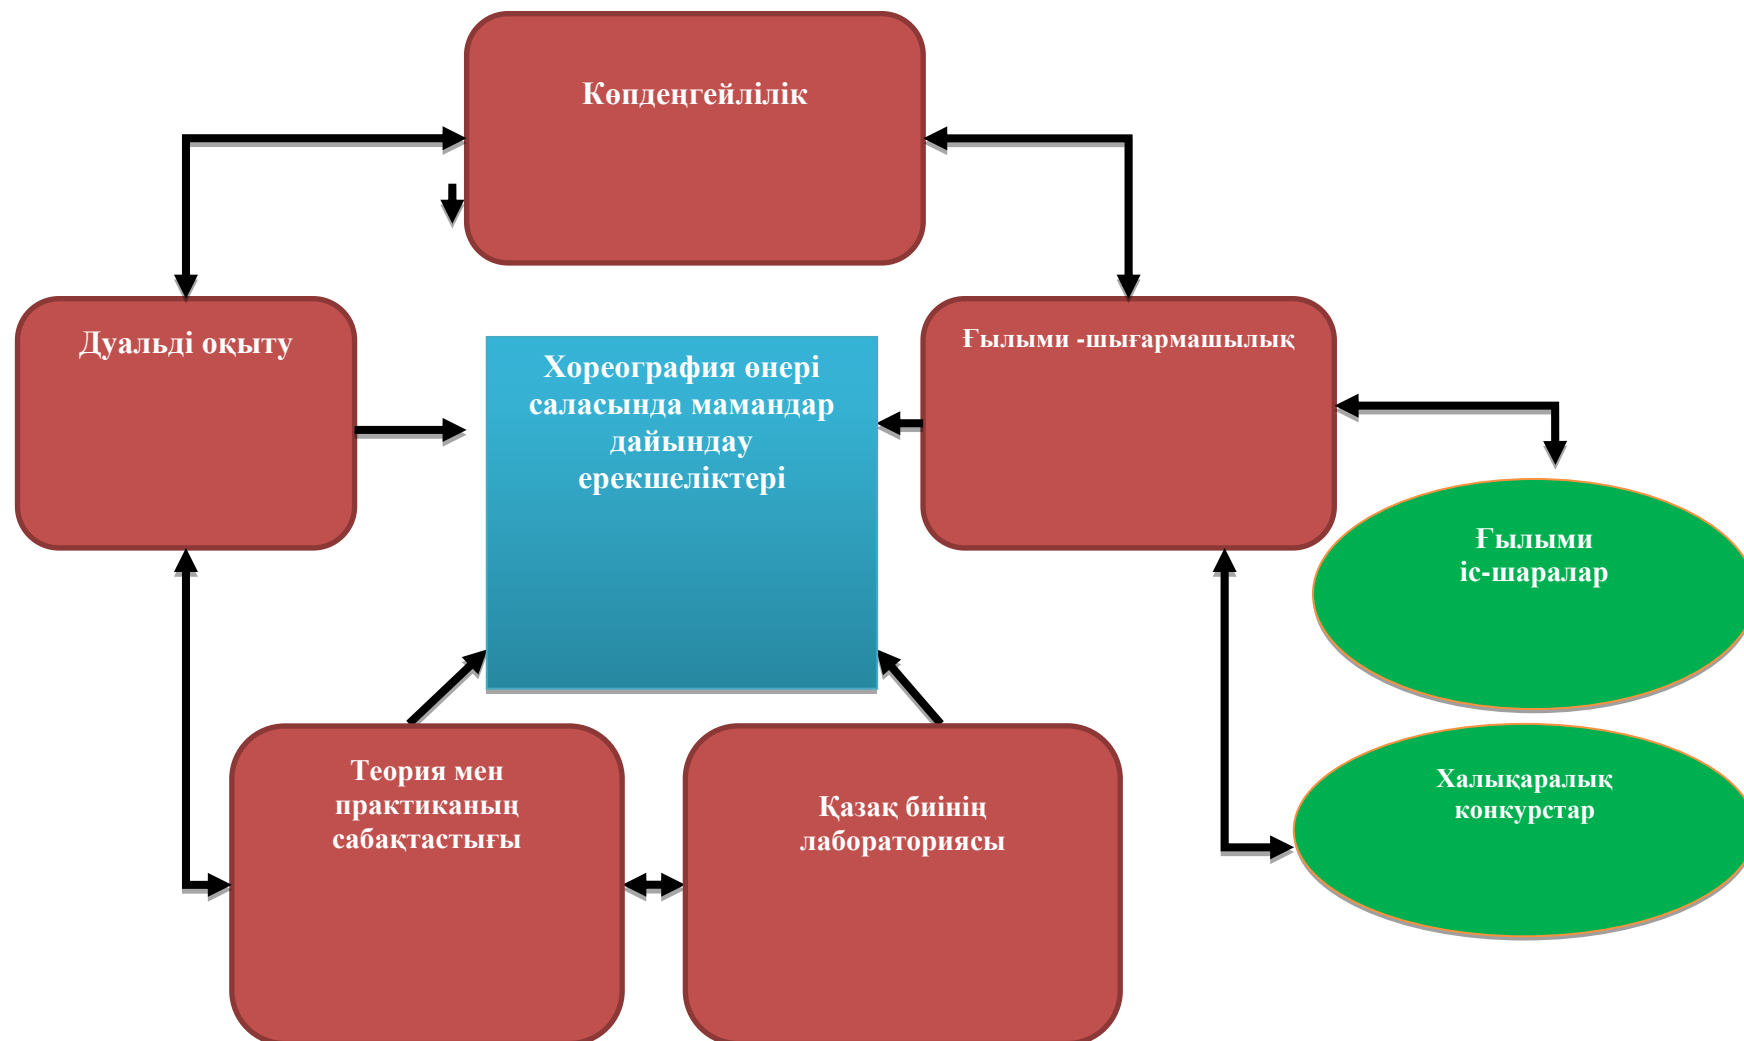 Көпдеңгейлілік
Дуальді оқыту
Хореография өнері
саласында мамандар
дайындау
ерекшеліктері
Ғылыми -шығармашылық
Ғылыми
іс-шаралар
Теория мен
практиканың
сабақтастығы
Қазақ биінің
лабораториясы
Халықаралық
конкурстар